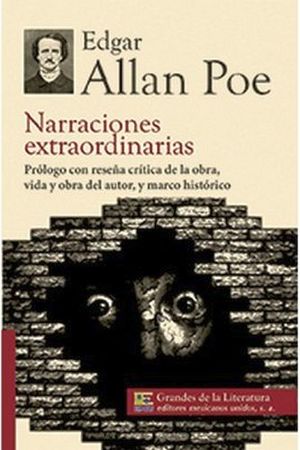 Edgar
Allan Poe
Narraciones
extraordinarias
Prólogo con reseña crítica de la obra,
vida y obra del autor, y marco histórico
Grandes de la Literatura
editores mexicanos unidos, s. a.